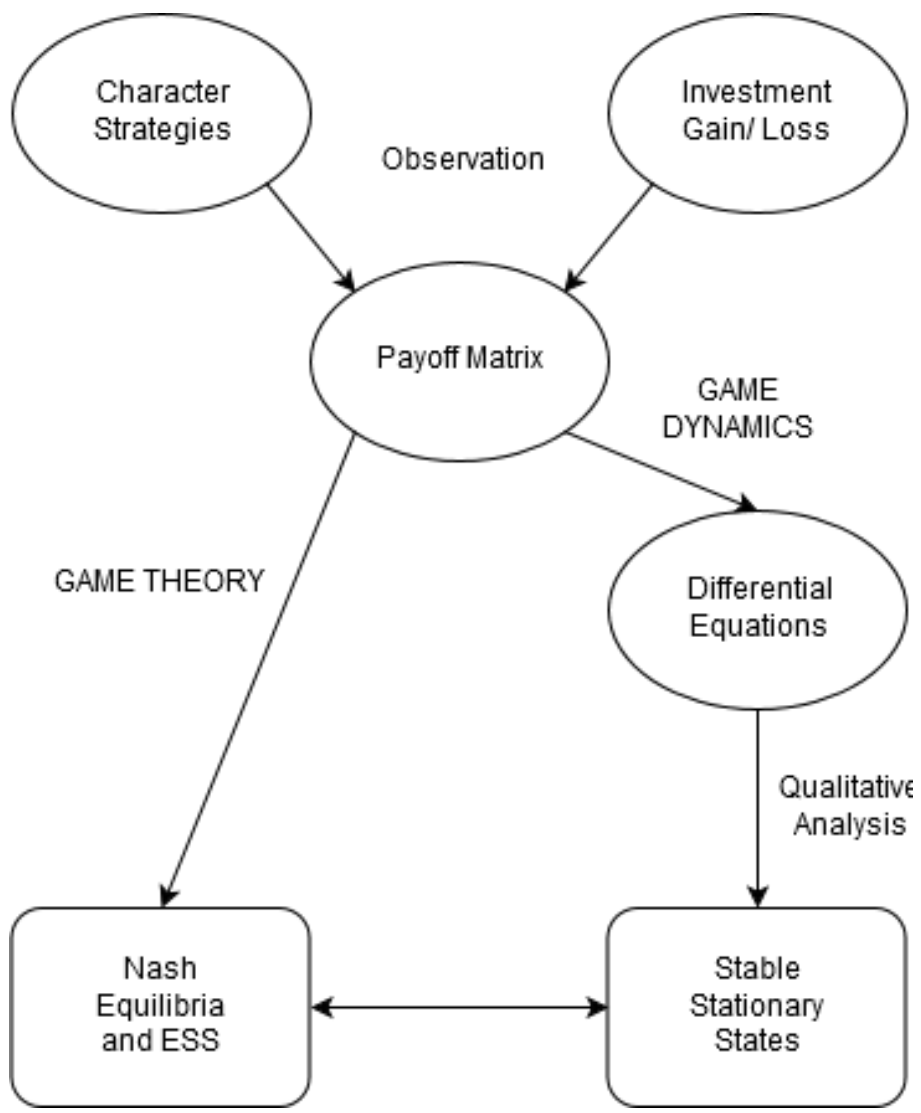 Character
Strategies
Investment
Gain/ Loss
Observation
Payoff Matrix
GAME
DYNAMICS
GAME THEORY
Differential
Equations
Qualitative
Analysis
Nash
Equilibria
and ESS
Stable
Stationary
States